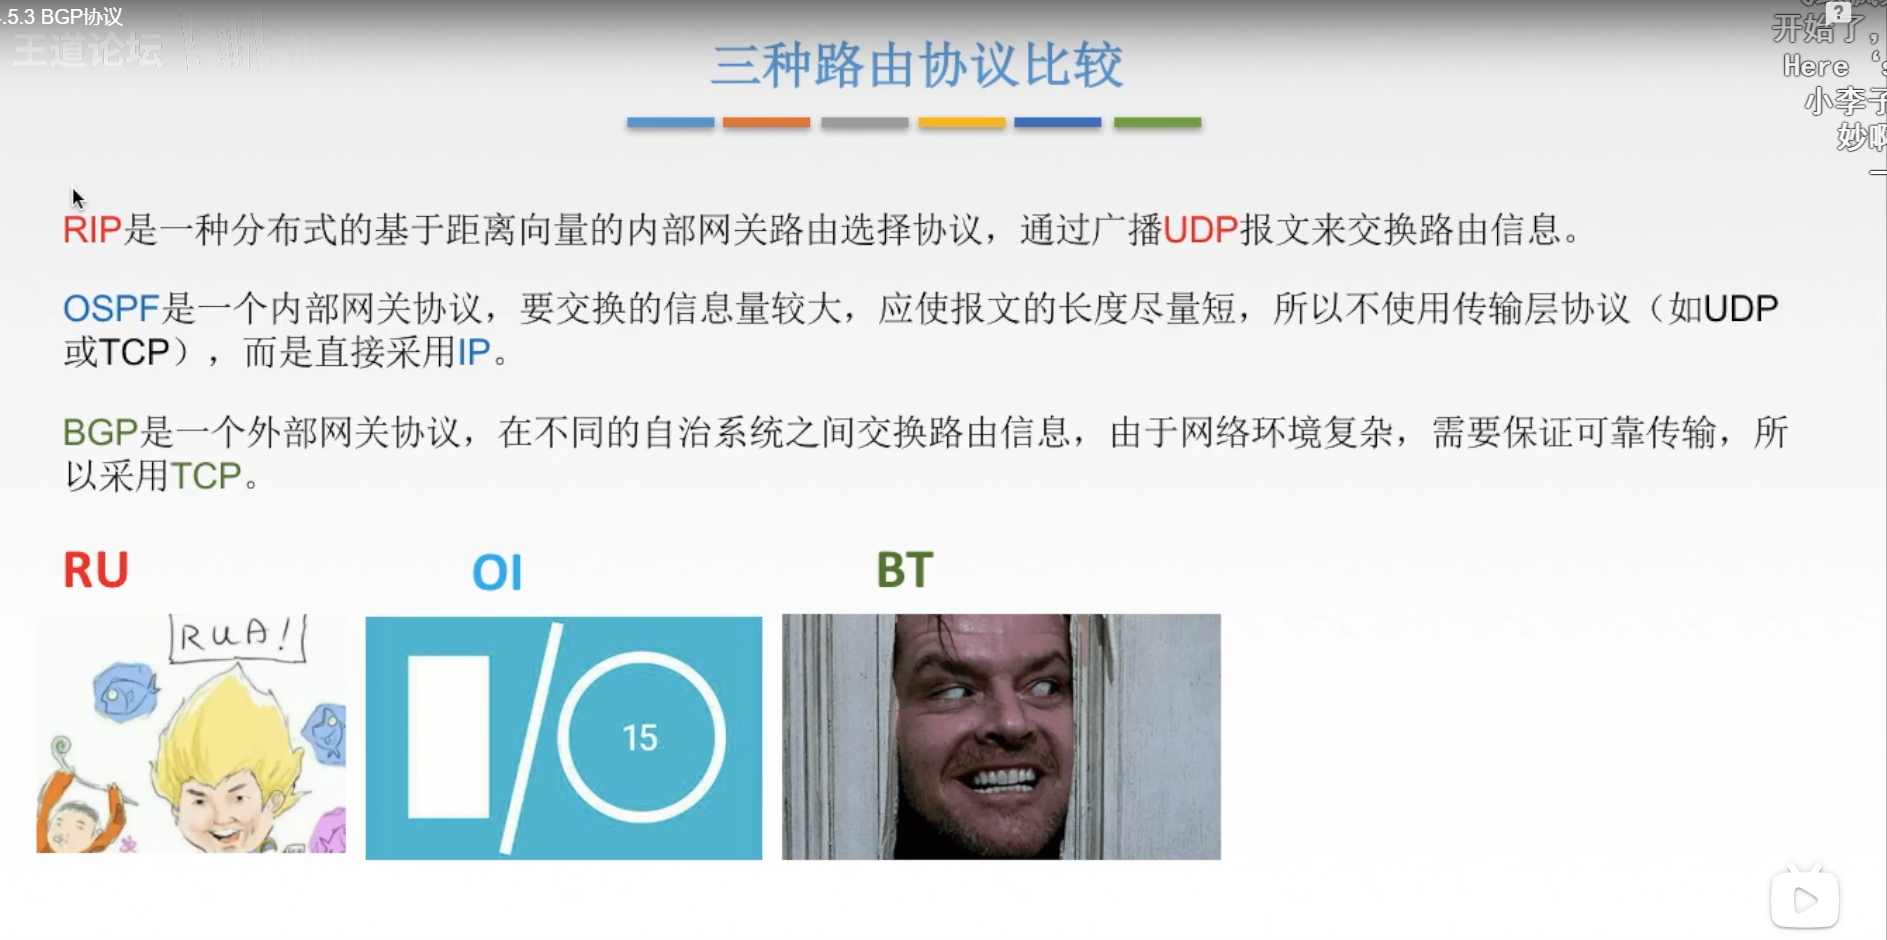 .5.3 BGP协议
王道论坛
开始了，
Here‘s
小李子
妙啊
三种路由协议比较
RIP是一种分布式的基于距离向量的内部网关路由选择协议，通过广播UDP报文来交换路由信息。
OSPF是一个内部网关协议，要交换的信息量较大，应使报文的长度尽量短，所以不使用传输层协议（如UDP
或TCP），而是直接采用IP。
BGP是一个外部网关协议，在不同的自治系统之间交换路由信息，由于网络环境复杂，需要保证可靠传输，所
以采用TCP。
RU
OI
BT
RUA!
15